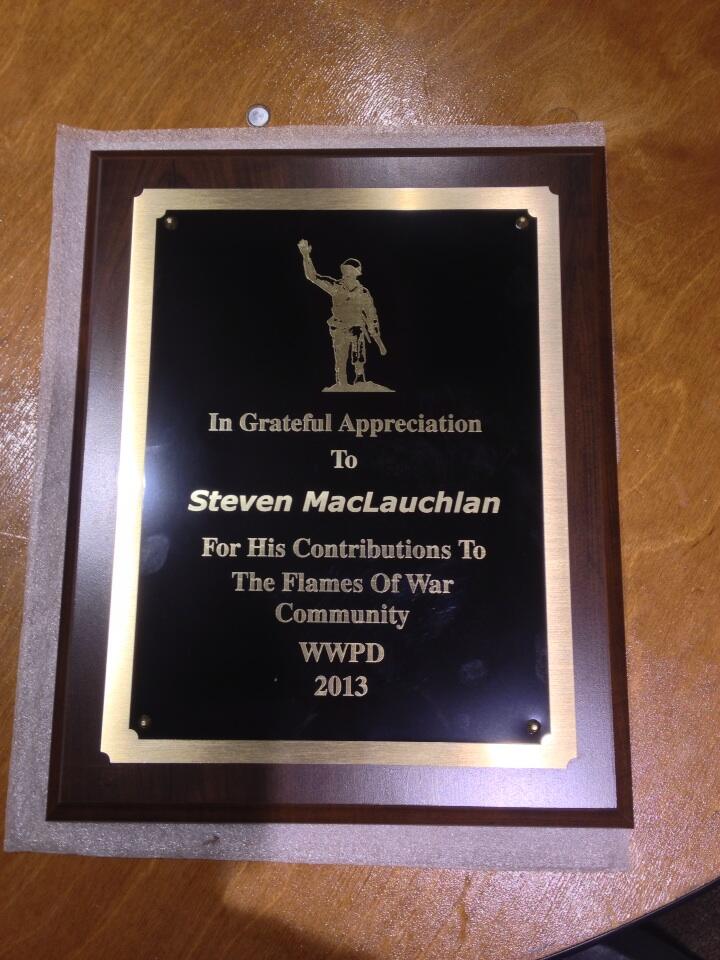 In Grateful Appreciation
To
Steven MacLauchlan
For His Contributions To
The Flames Of War
Community
WWPD
2013